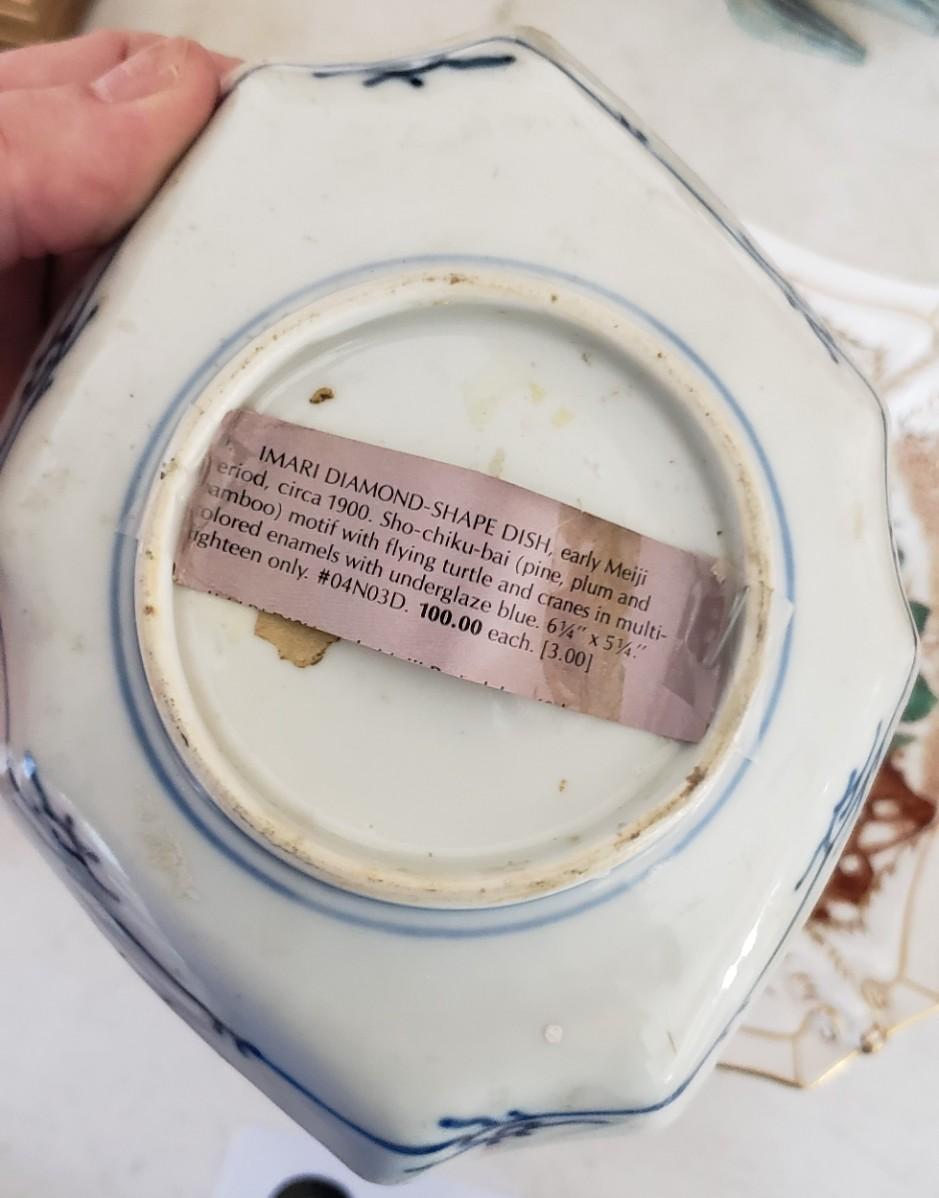 IMARI DIAMOND-SHAPE DISH, early Meiji
eriod, circa 1900. Sho-chiku-bai (pine, plum and
amboo) motif with flying turtle and cranes in multi-
olored enamels with underglaze blue. 6¼" x 5¼."
ighteen only. #04N03D. 100.00 each. [3.00]